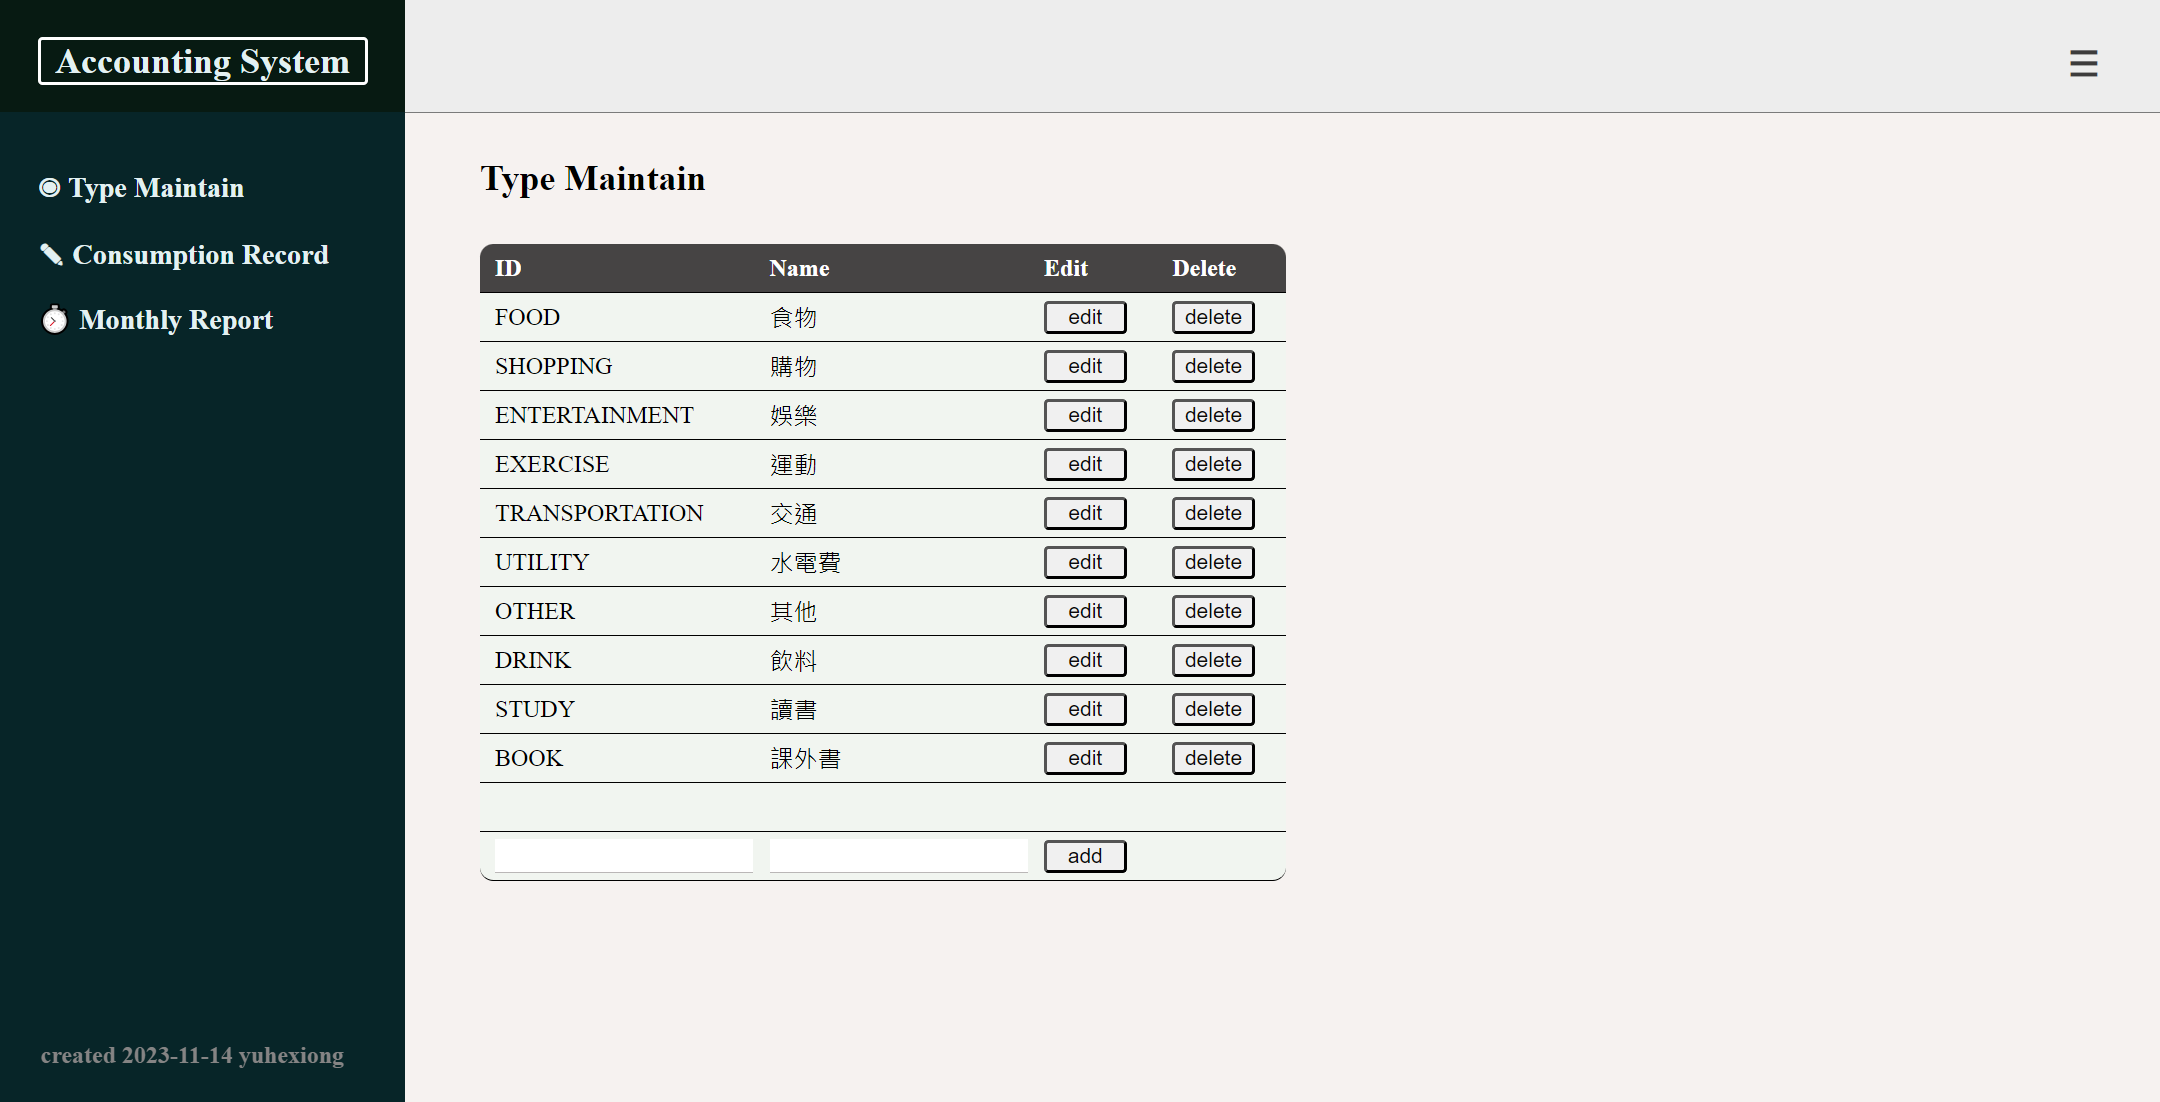 Accounting System
☰
Type Maintain
Consumption Record
Monthly Report
created 2023-11-14 yuhexiong
Type Maintain
ID Name Edit Delete
FOOD 食物 edit delete
SHOPPING 購物 edit delete
ENTERTAINMENT 娛樂 edit delete
EXERCISE 運動 edit delete
TRANSPORTATION 交通 edit delete
UTILITY 水電費 edit delete
OTHER 其他 edit delete
DRINK 飲料 edit delete
STUDY 讀書 edit delete
BOOK 課外書 edit delete
add